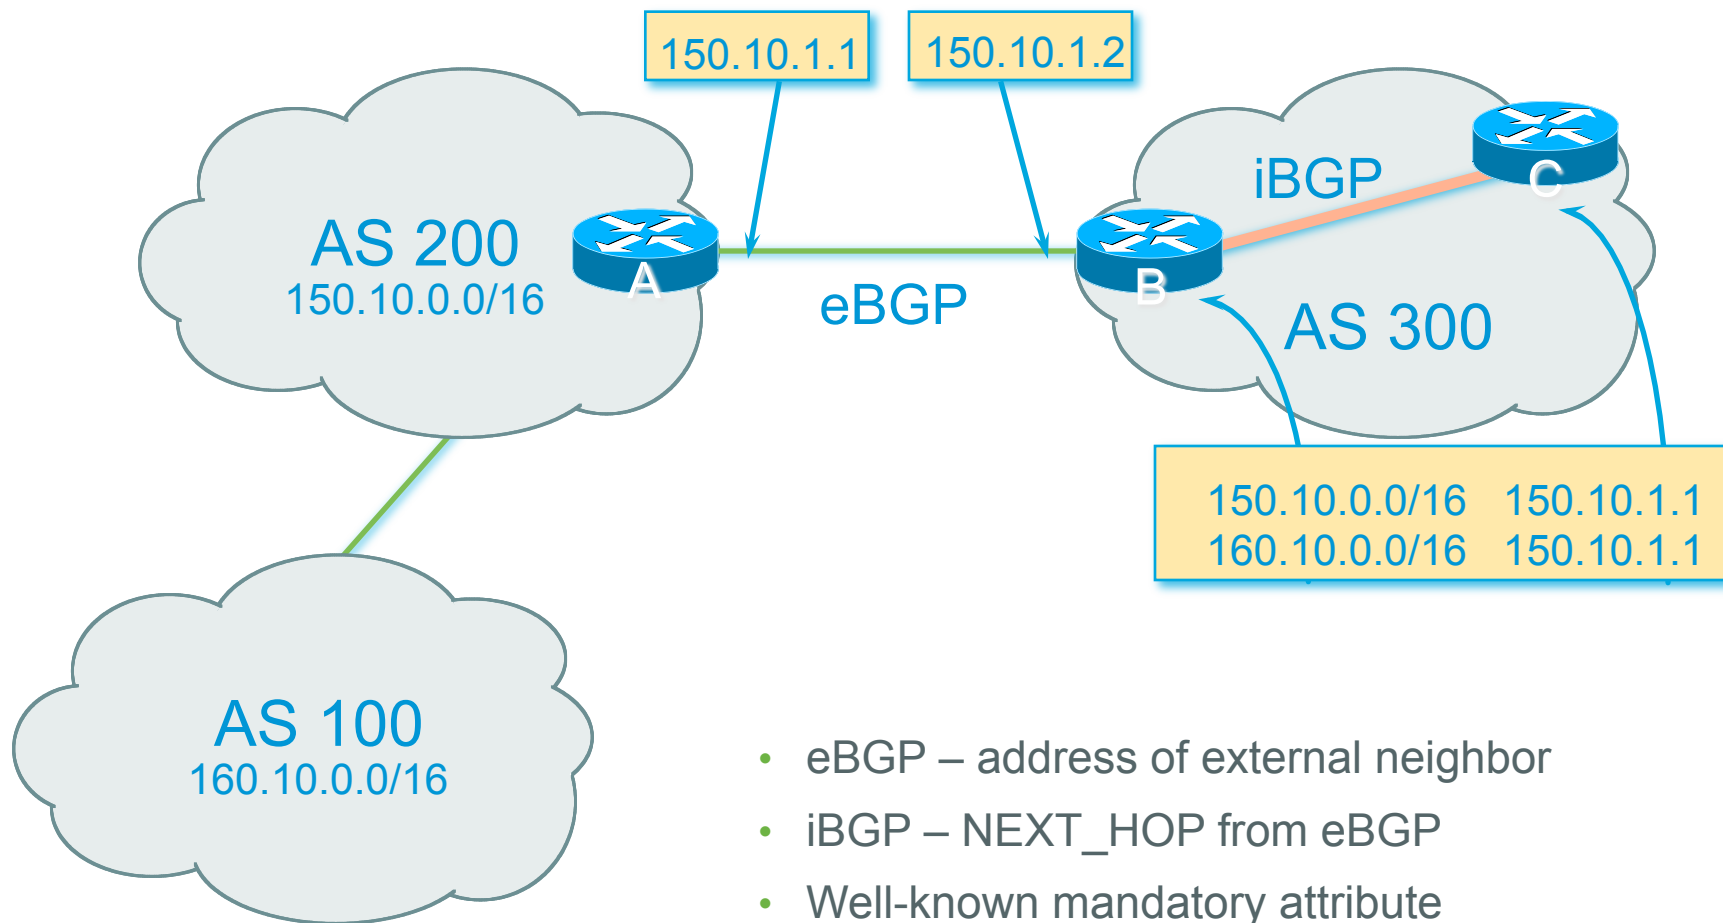 150.10.1.1
150.10.1.2
C
iBGP
AS 200
150.10.0.0/16
A
B
eBGP
AS 300
150.10.0.0/16 150.10.1.1
160.10.0.0/16 150.10.1.1
AS 100
160.10.0.0/16
• eBGP – address of external neighbor
• iBGP – NEXT_HOP from eBGP
• Well-known mandatory attribute